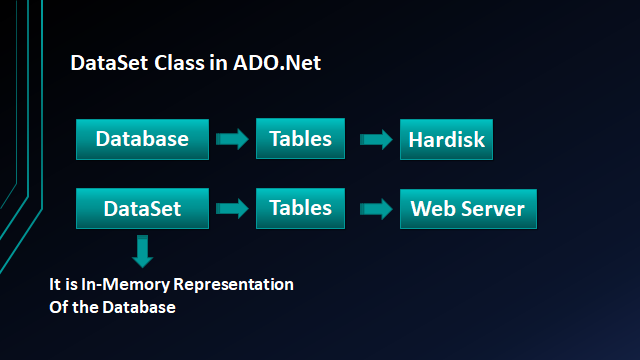 DataSet Class in ADO.Net
Database
Tables
Hardisk
DataSet
Tables
Web Server
It is In-Memory Representation
Of the Database